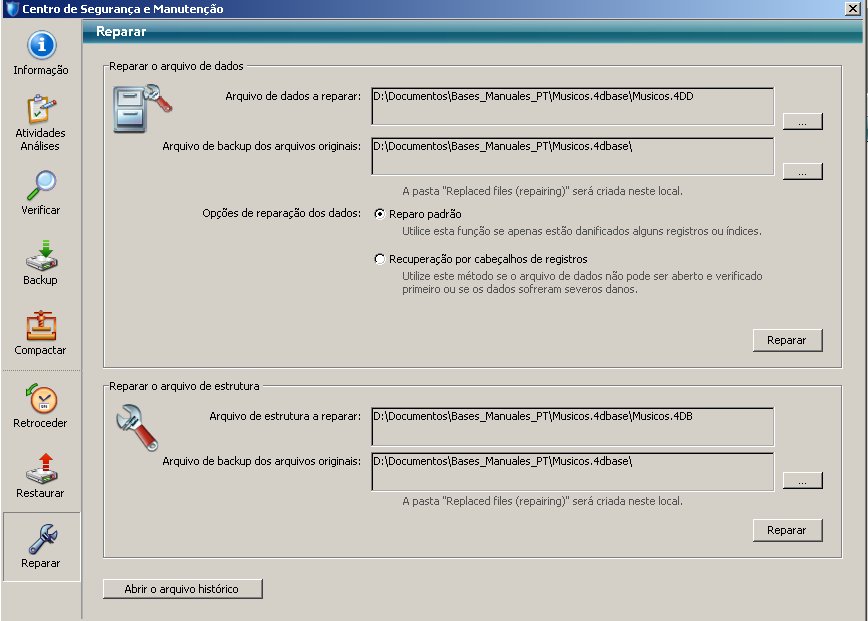 Centro de Segurança e Manutenção
Reparar
Informação
Atividades
Análises
Verificar
Backup
Compactar
Retroceder
Restaurar
Reparar
Reparar o arquivo de dados
Arquivo de dados a reparar:
D:\Documentos\Bases_Manuales_PT\Musicos.4dbase\Musicos.4DD
...
Arquivo de backup dos arquivos originais:
D:\Documentos\Bases_Manuales_PT\Musicos.4dbase\
...
A pasta "Replaced files (repairing)" será criada neste local.
Opções de reparação dos dados:
Reparo padrão
Utilice esta função se apenas estão danificados alguns registros ou índices.
Recuperação por cabeçalhos de registros
Utilize este método se o arquivo de dados não pode ser aberto e verificado
primeiro ou se os dados sofreram severos danos.
Reparar
Reparar o arquivo de estrutura
Arquivo de estrutura a reparar:
D:\Documentos\Bases_Manuales_PT\Musicos.4dbase\Musicos.4DB
Arquivo de backup dos arquivos originais:
D:\Documentos\Bases_Manuales_PT\Musicos.4dbase\
...
A pasta "Replaced files (repairing)" será criada neste local.
Reparar
Abrir o arquivo histórico